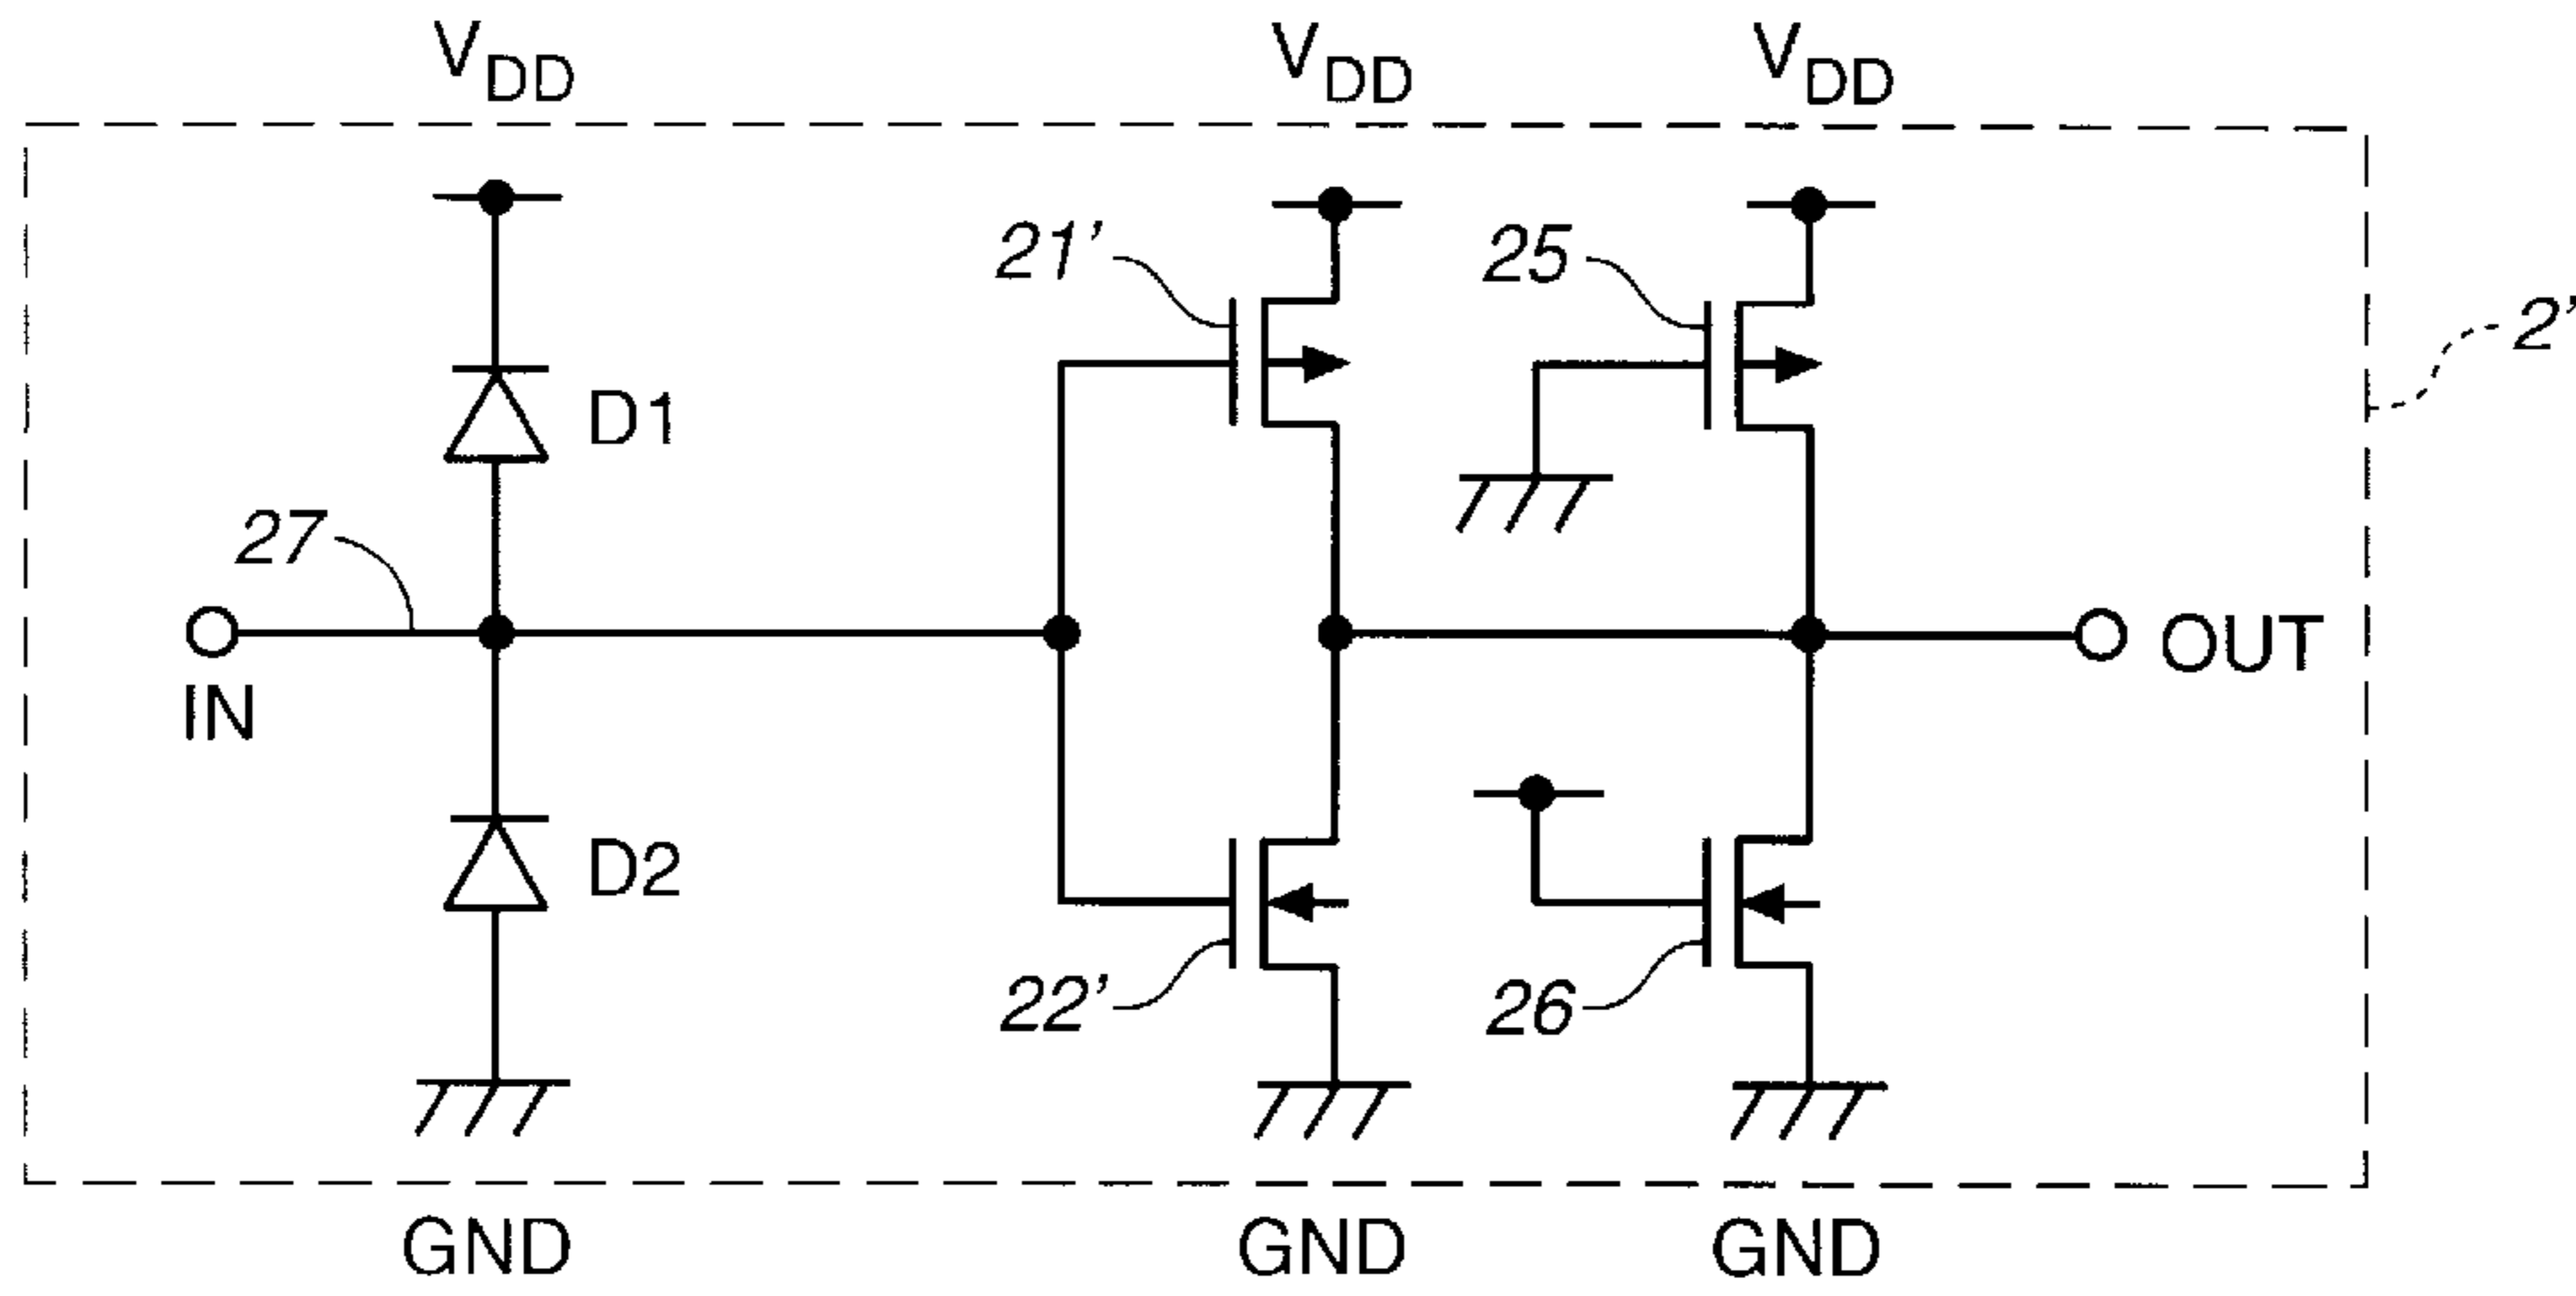 VDD VDD VDD
21' 25
2'
D1
27
IN OUT
D2
22' 26
GND GND GND